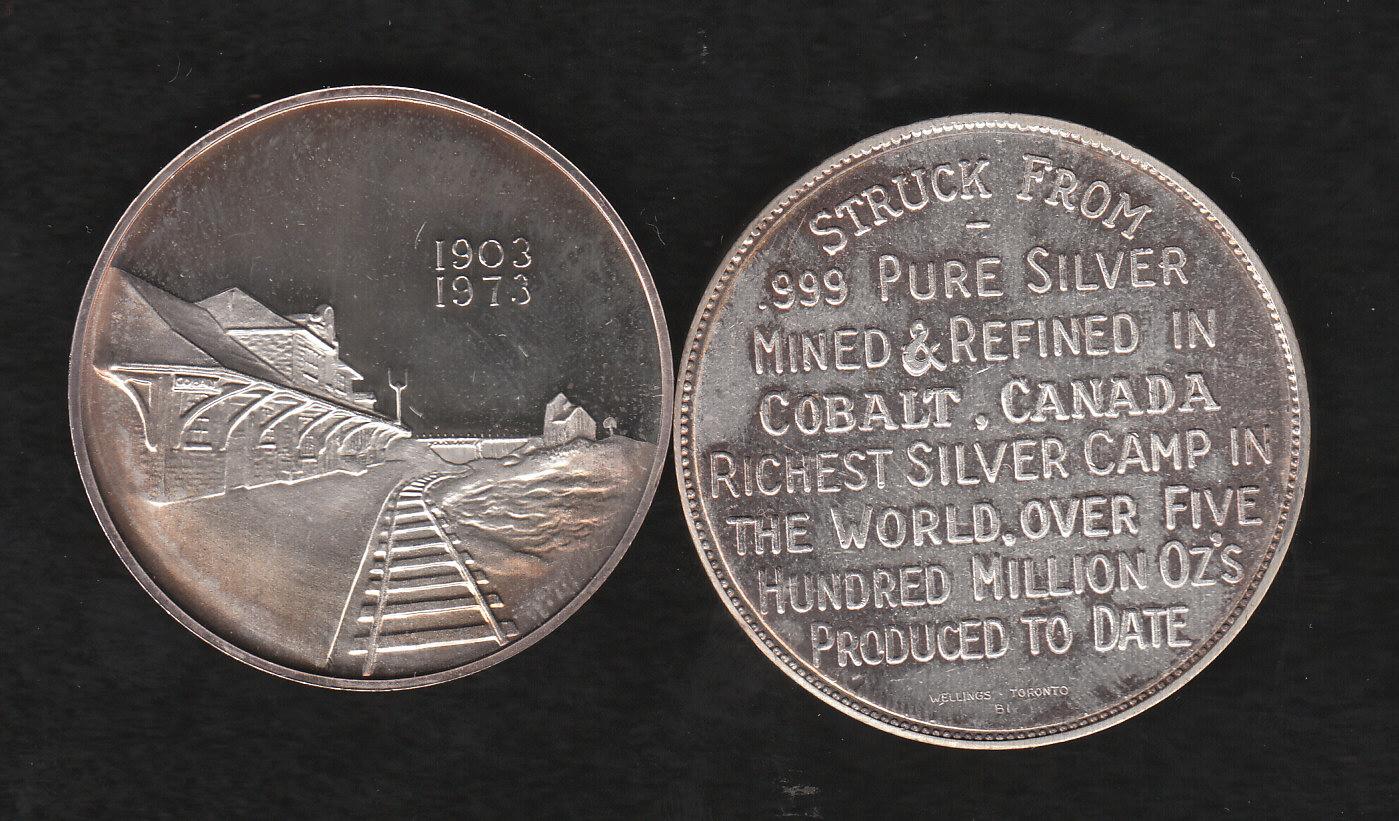 1903
1973
COBALT
STRUCK FROM
.999 PURE SILVER
MINED & REFINED IN
COBALT, CANADA
RICHEST SILVER CAMP IN
THE WORLD. OVER FIVE
HUNDRED MILLION OZ'S
PRODUCED TO DATE
WELLINGS - TORONTO